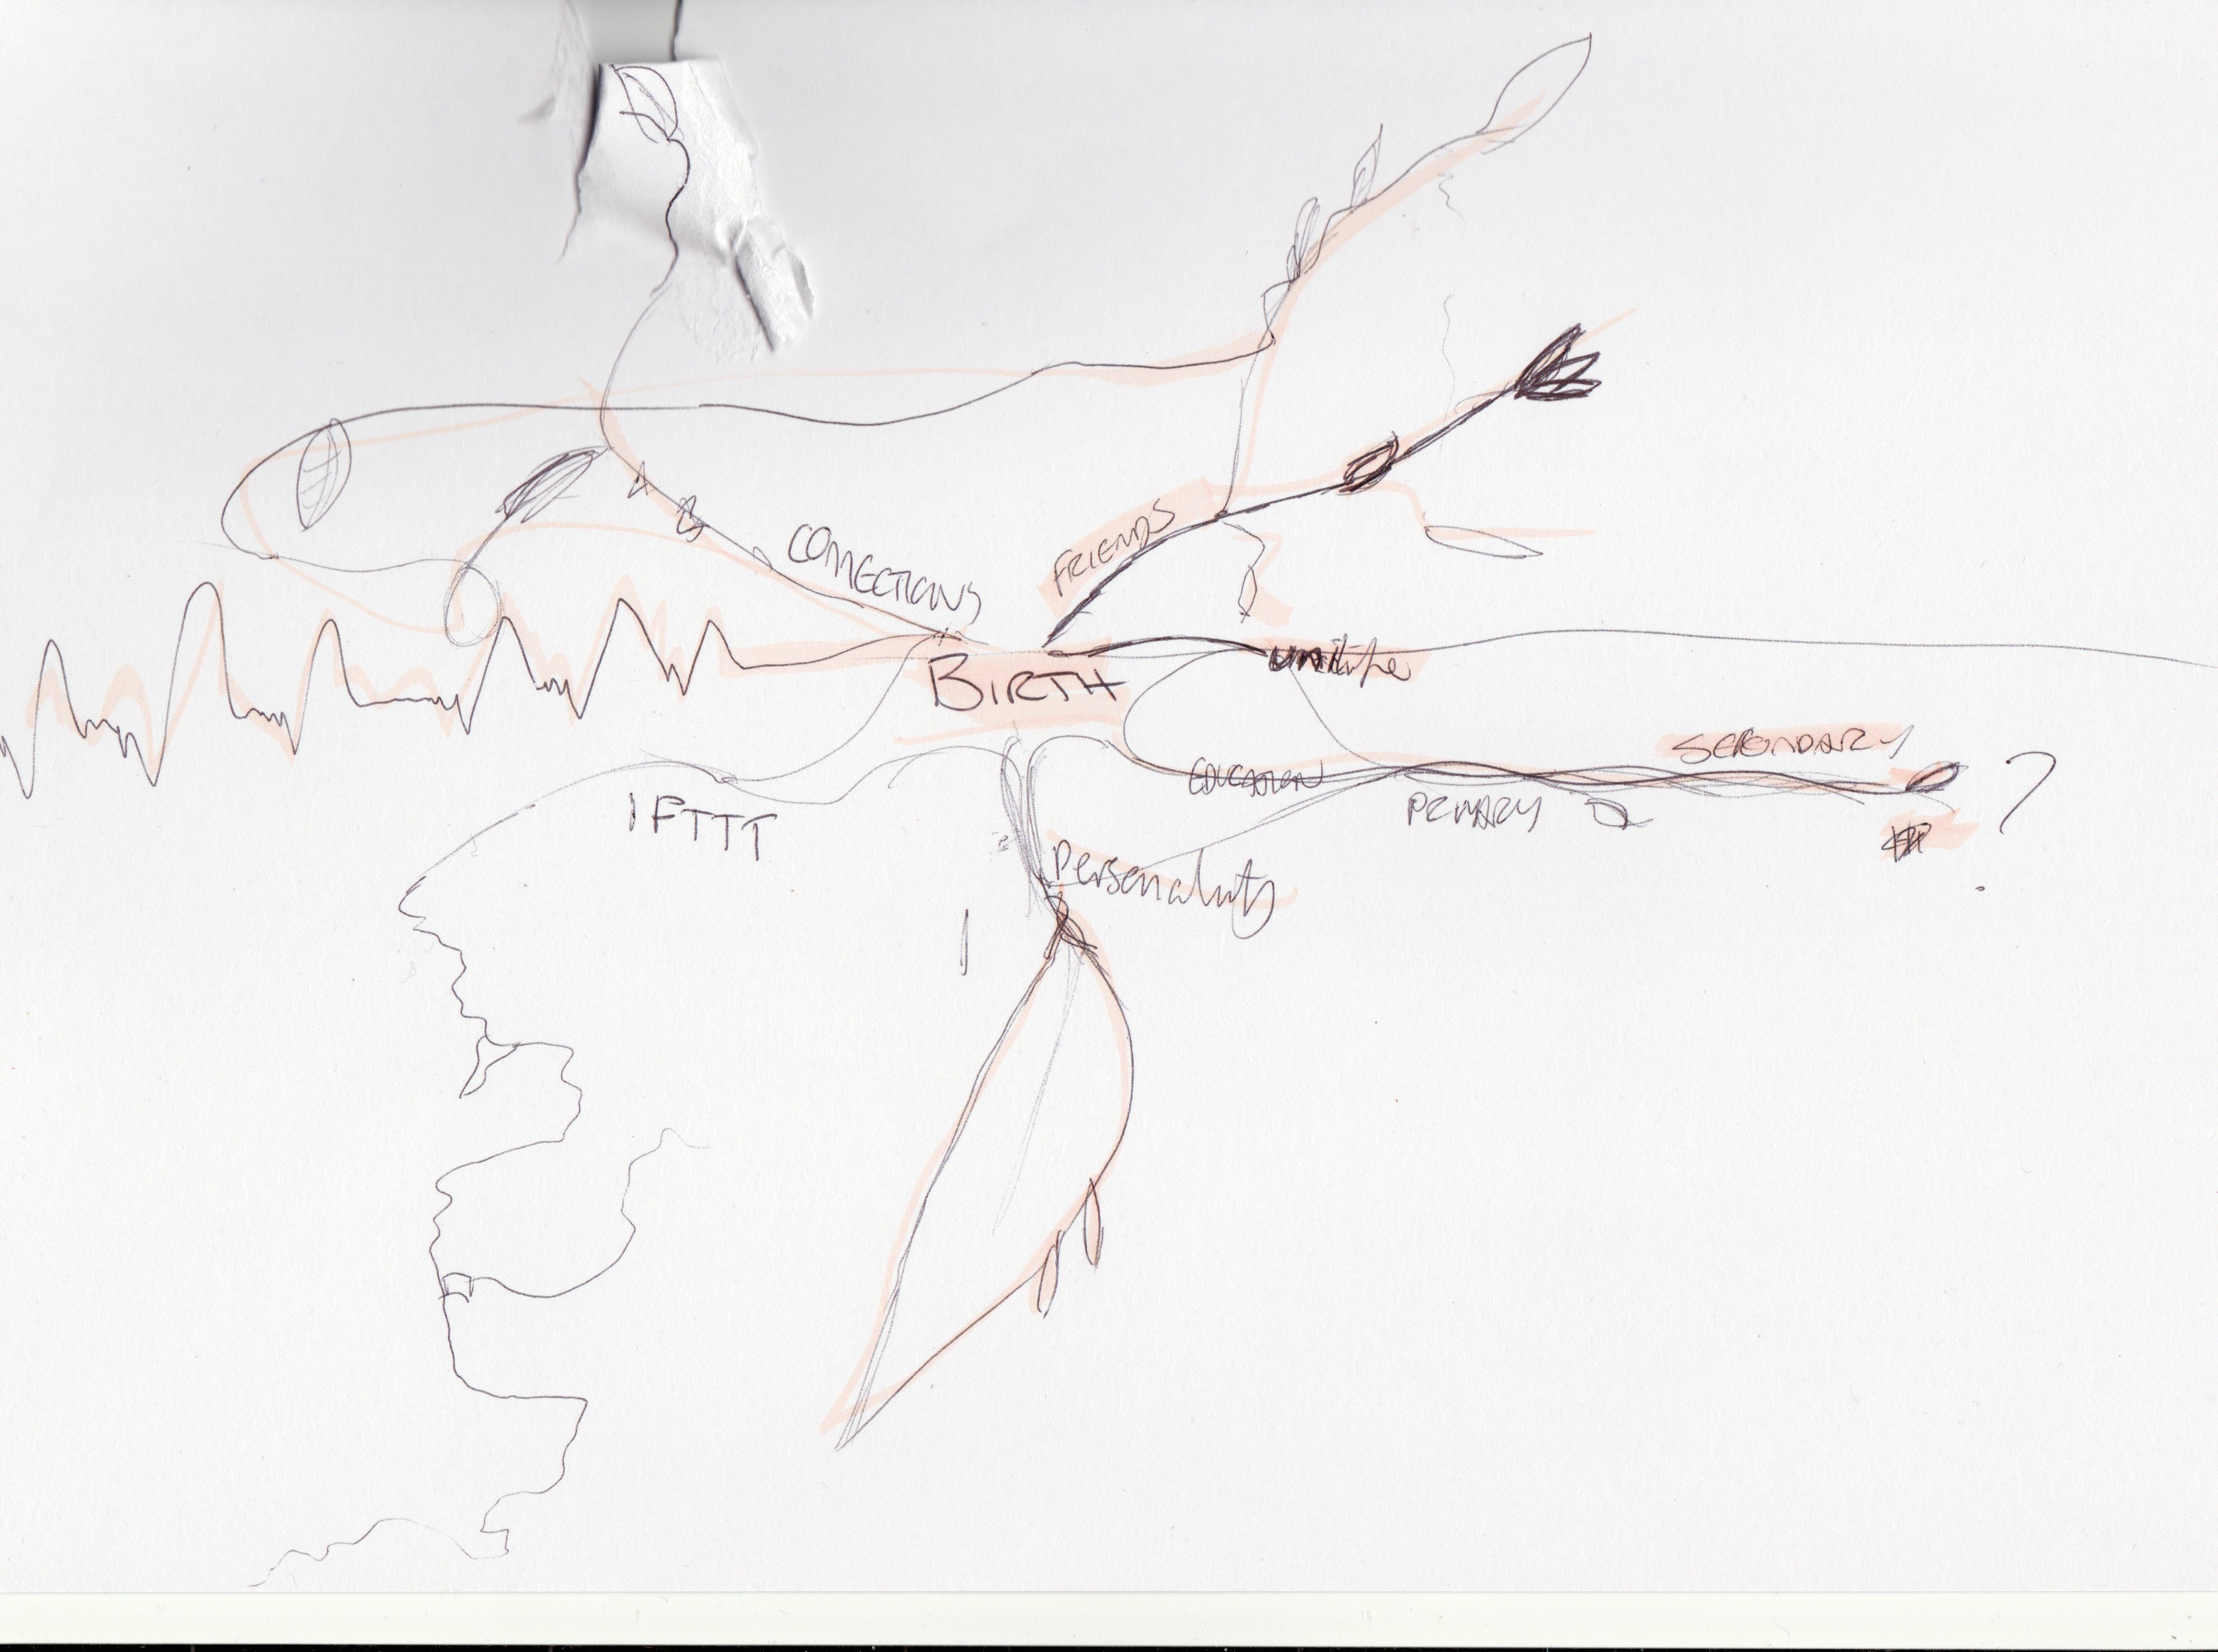 CONNECTIONS
FRIENDS
BIRTH
SECONDARY
EDUCATION
PRIMARY
?
IFTTT
Personality